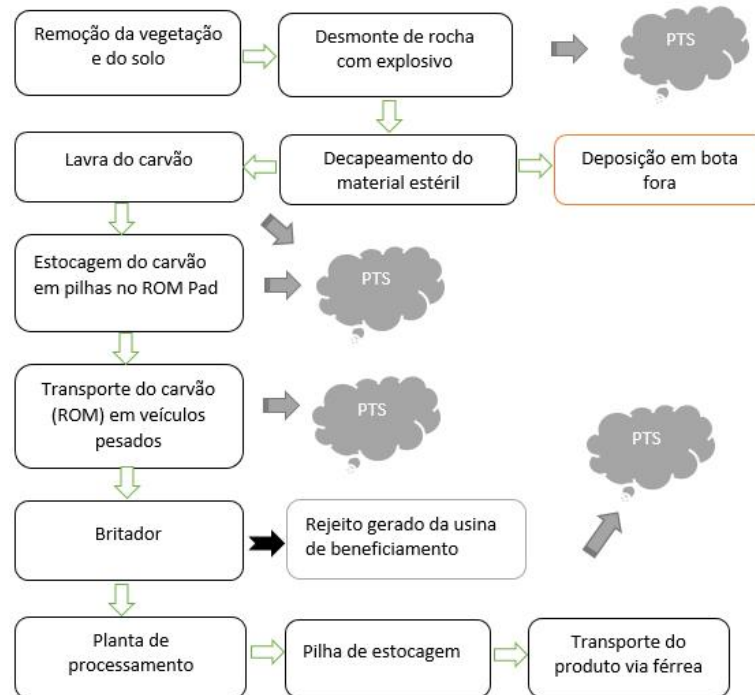 Remoção da vegetação
e do solo
Desmonte de rocha
com explosivo
PTS
Lavra do carvão
Decapeamento do
material estéril
Deposição em bota
fora
Estocagem do carvão
em pilhas no ROM Pad
PTS
Transporte do carvão
(ROM) em veículos
pesados
PTS
PTS
Britador
Rejeito gerado da usina
de beneficiamento
Planta de
processamento
Pilha de estocagem
Transporte do
produto via férrea